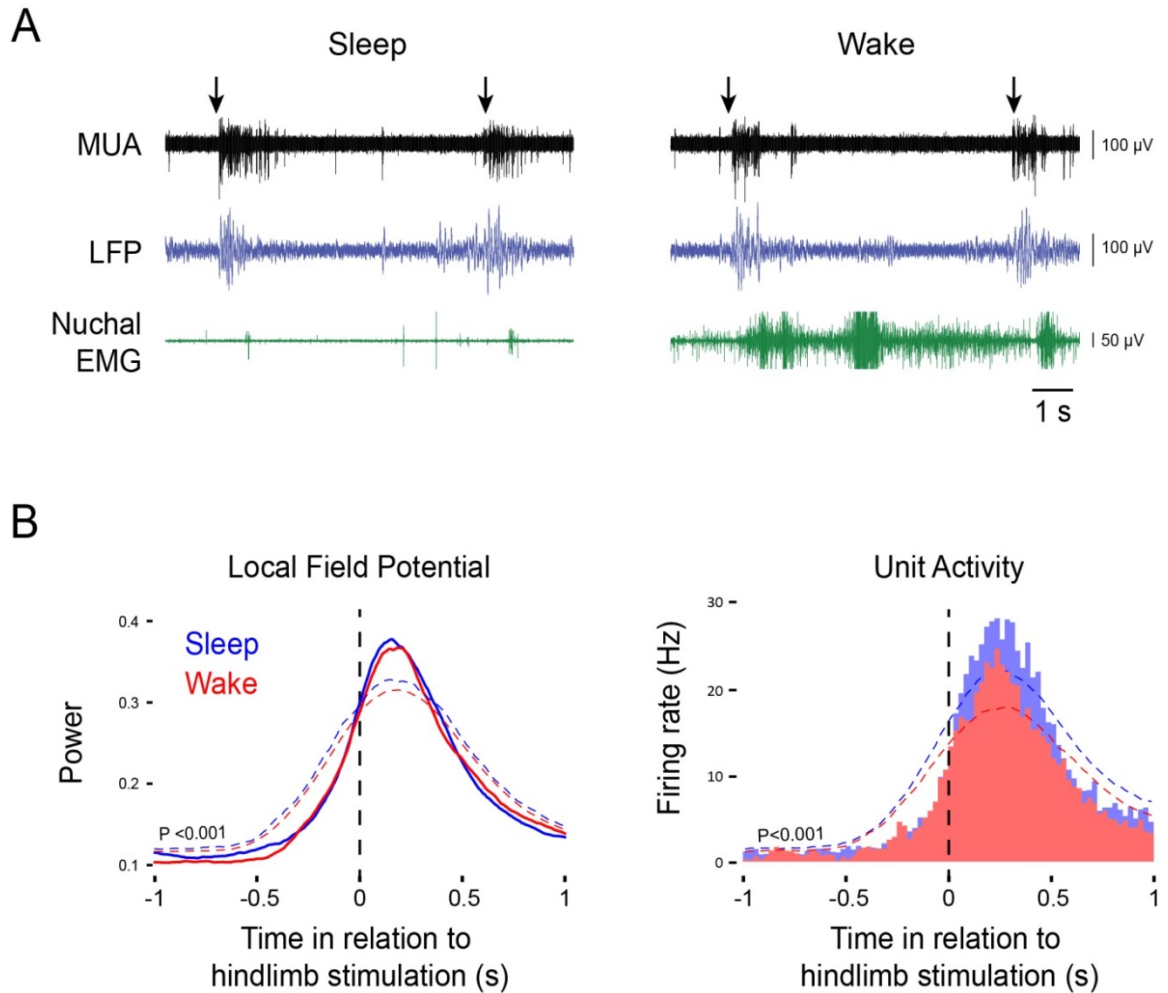 A
Sleep
Wake
MUA
100 µV
LFP
100 µV
Nuchal
EMG
50 µV
1 s
B
Local Field Potential
Unit Activity
Sleep
Wake
Power
0.4
0.3
0.2
0.1
P <0.001
-1
-0.5
0
0.5
1
Time in relation to
hindlimb stimulation (s)
Firing rate (Hz)
30
20
10
0
P<0.001
-1
-0.5
0
0.5
1
Time in relation to
hindlimb stimulation (s)